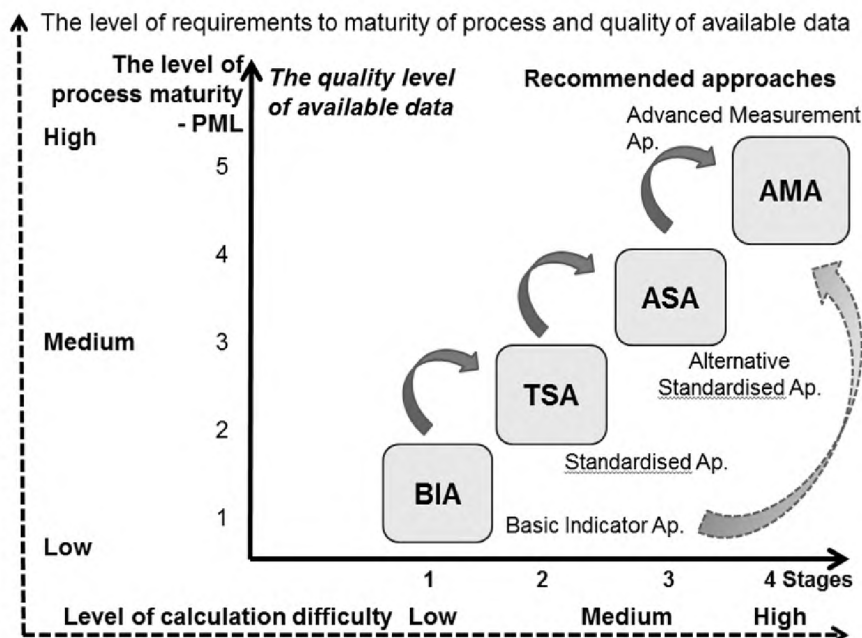 The level of requirements to maturity of process and quality of available data
The level of
process maturity
- PML
The quality level
of available data
Recommended approaches
Advanced Measurement
Ap.
High
5
AMA
4
ASA
Medium
3
Alternative
Standardised Ap.
TSA
2
Standardised Ap.
BIA
1
Basic Indicator Ap.
Low
1
2
3
4 Stages
Level of calculation difficulty
Low
Medium
High